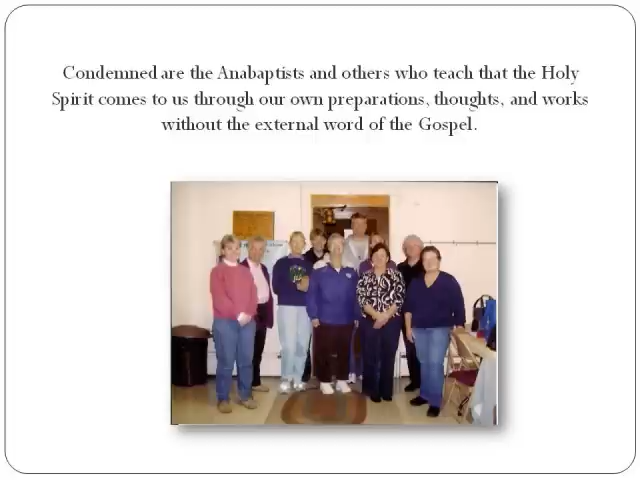 Condemned are the Anabaptists and others who teach that the Holy
Spirit comes to us through our own preparations, thoughts, and works
without the external word of the Gospel.